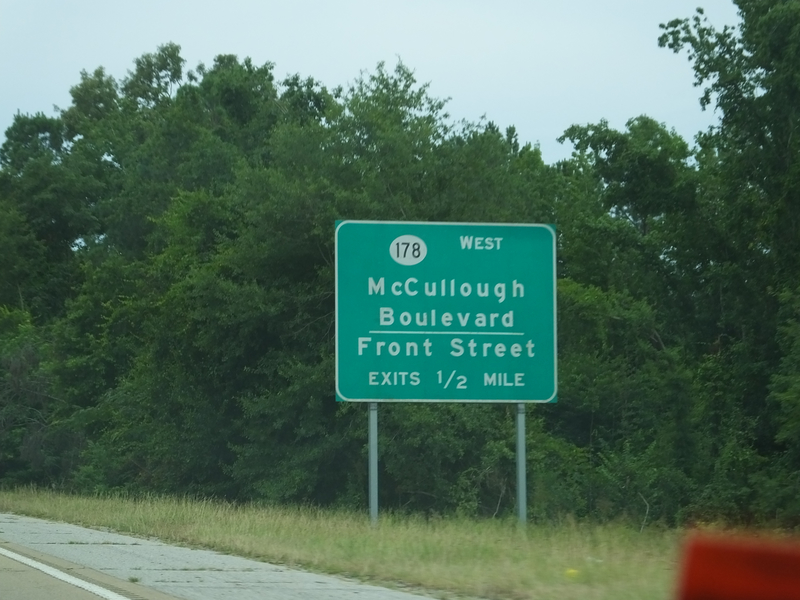 178 WEST
McCullough
Boulevard
Front Street
EXITS 1/2 MILE